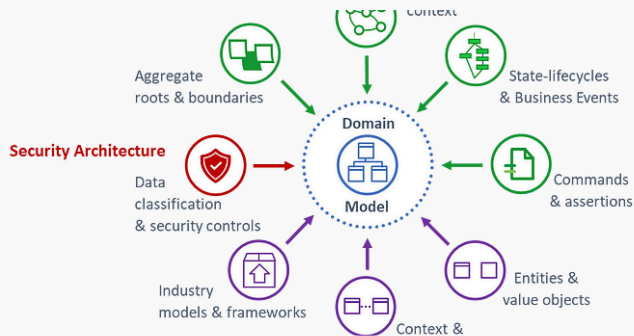 context
Aggregate
roots & boundaries
State-lifecycles
& Business Events
Domain
Model
Security Architecture
Data
classification
& security controls
Commands
& assertions
Industry
models & frameworks
Entities &
value objects
Context &